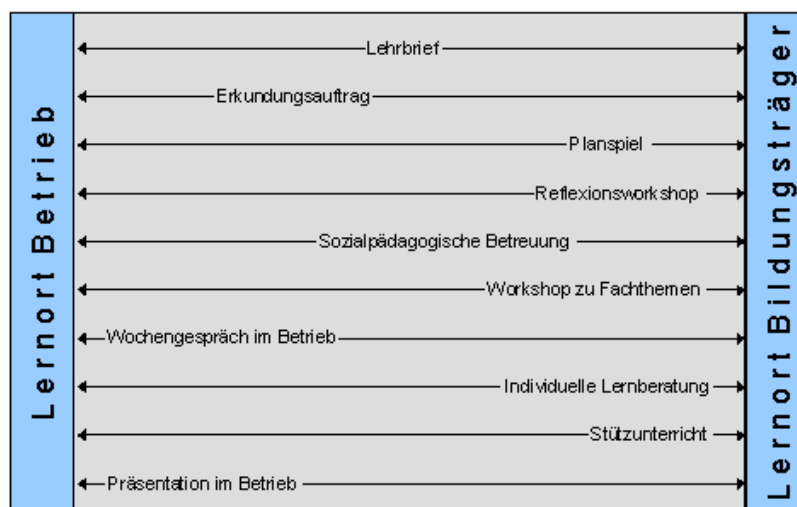 Lernort Betrieb
Lehrbrief
Erkundungsauftrag
Planspiel
Reflexionsworkshop
Sozialpädagogische Betreuung
Workshop zu Fachthemen
Wochengespräch im Betrieb
Individuelle Lernberatung
Stützunterricht
Präsentation im Betrieb
Lernort Bildungsträger